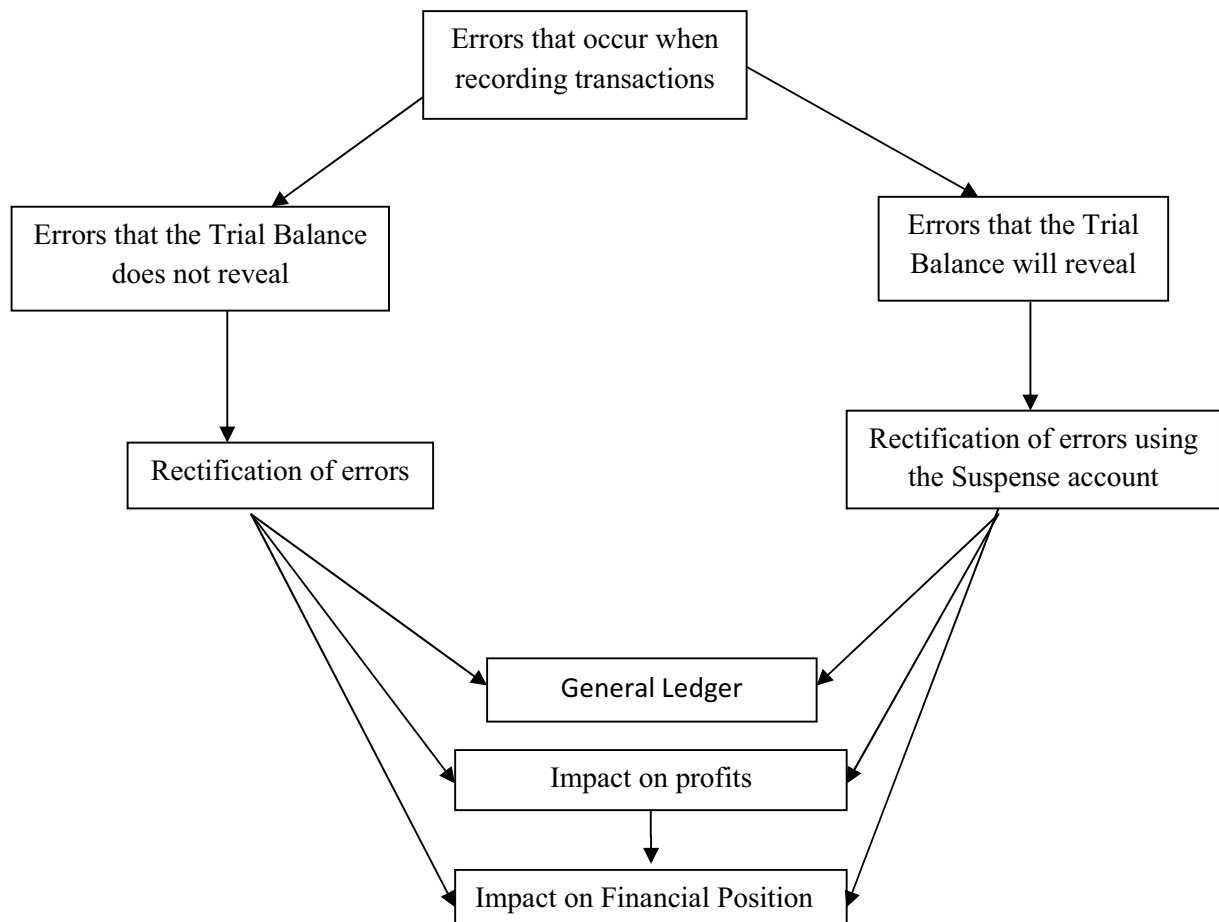 Errors that occur when
recording transactions
Errors that the Trial Balance
does not reveal
Errors that the Trial
Balance will reveal
Rectification of errors
Rectification of errors using
the Suspense account
General Ledger
Impact on profits
Impact on Financial Position